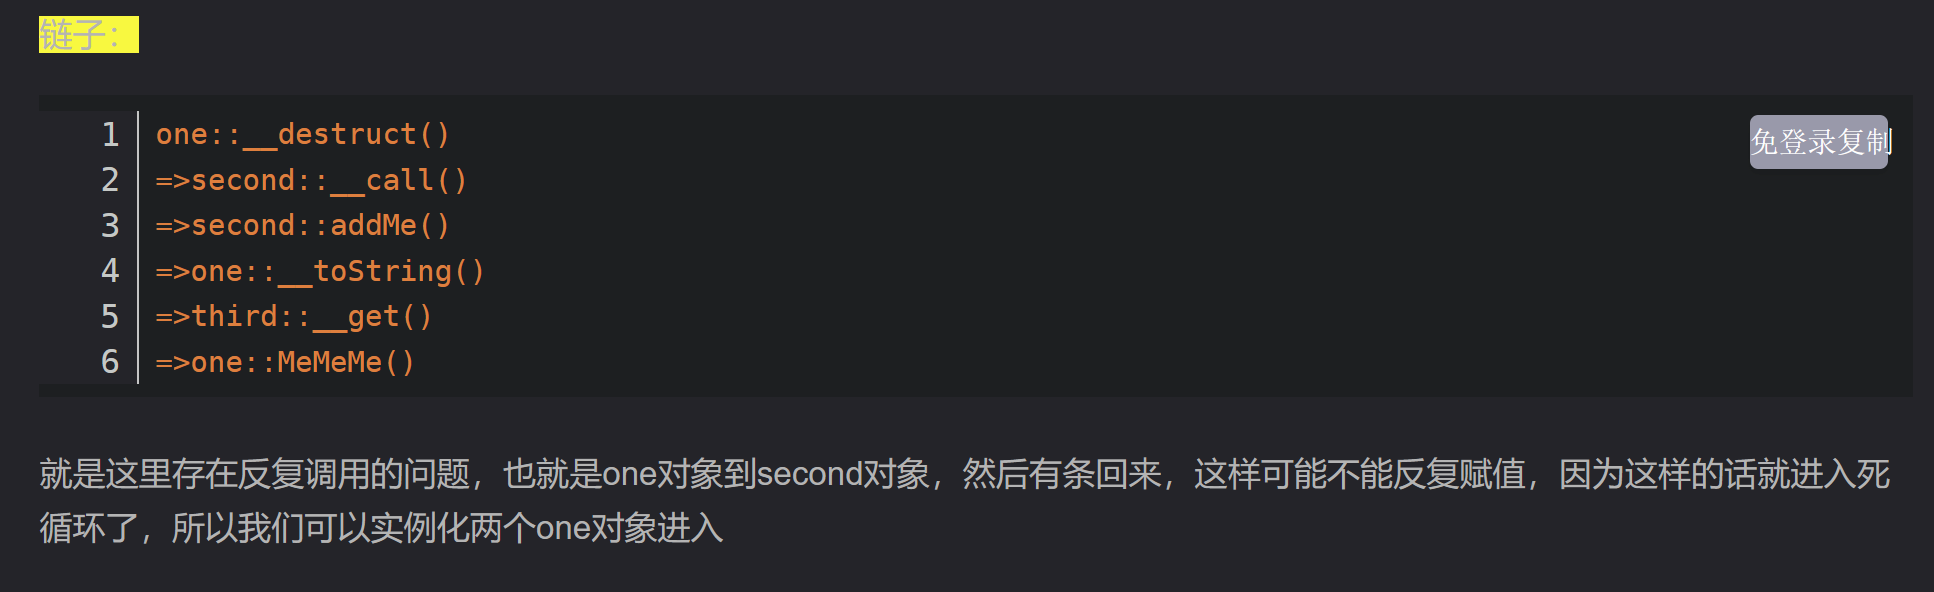 链子：
免登录复制
1 one::__destruct()
2 =>second::__call()
3 =>second::addMe()
4 =>one::__toString()
5 =>third::__get()
6 =>one::MeMeMe()
就是这里存在反复调用的问题，也就是one对象到second对象，然后有条回来，这样可能不能反复赋值，因为这样的话就进入死
循环了，所以我们可以实例化两个one对象进入